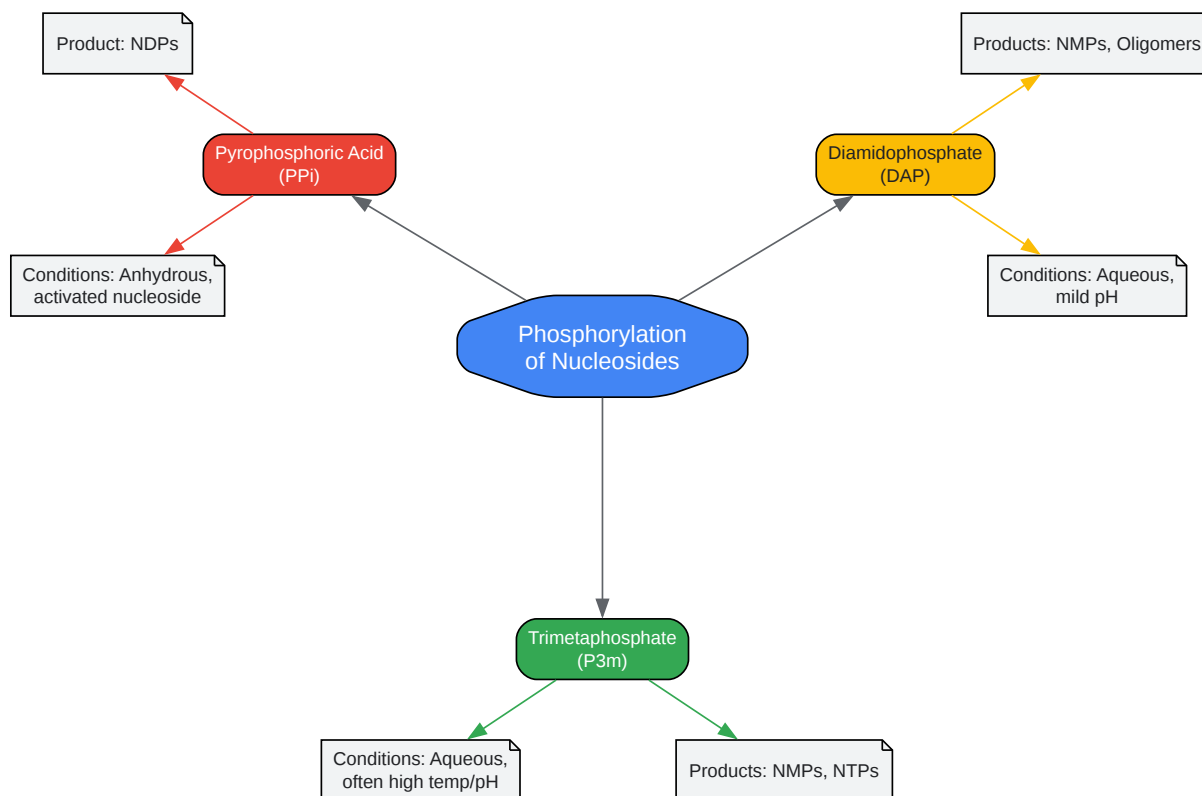 Product: NDPs
Products: NMPs, Oligomers
Pyrophosphoric Acid
(PPi)
Diamidophosphate
(DAP)
Conditions: Anhydrous,
activated nucleoside
Conditions: Aqueous,
mild pH
Phosphorylation
of Nucleosides
Trimetaphosphate
(P3m)
Conditions: Aqueous,
often high temp/pH
Products: NMPs, NTPs